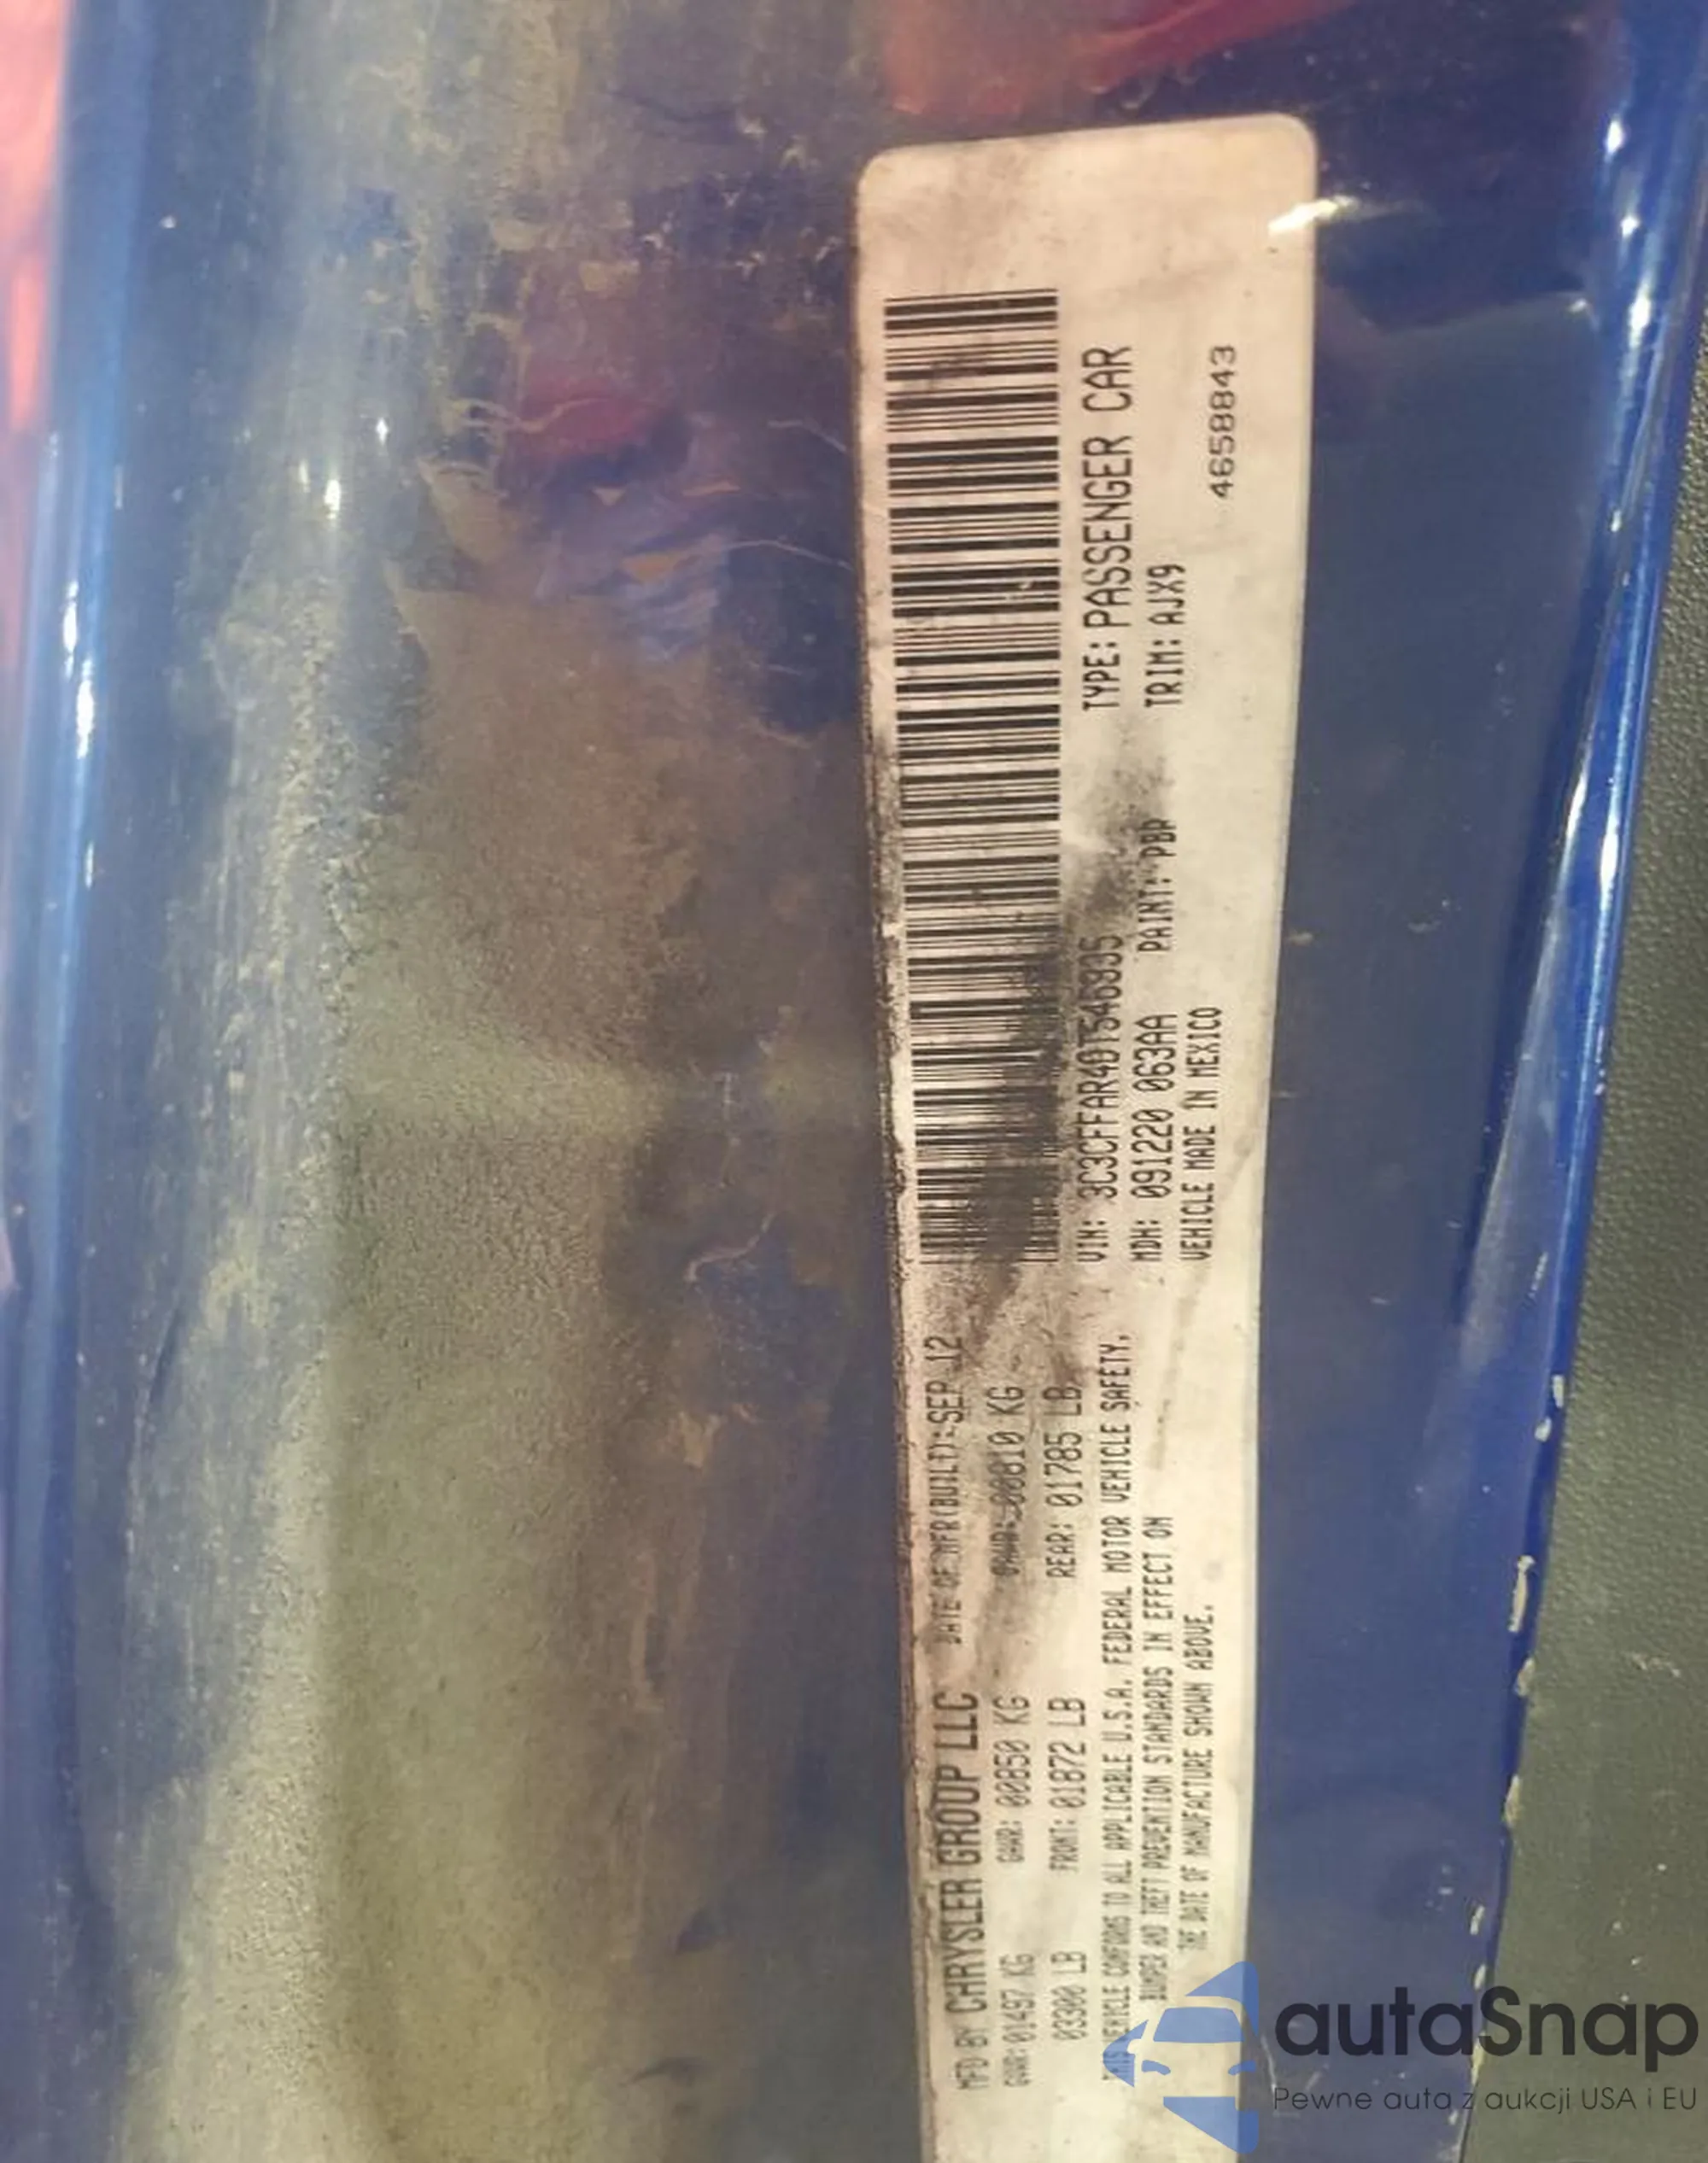 MFD BY CHRYSLER GROUP LLC DATE OF MFR(BUILT): SEP 12
GVWR: 01497 KG GAWR: 00850 KG GAWR: 00810 KG
03300 LB FRONT: 01872 LB REAR: 01785 LB
THIS VEHICLE CONFORMS TO ALL APPLICABLE U.S.A. FEDERAL MOTOR VEHICLE SAFETY,
BUMPER AND THEFT PREVENTION STANDARDS IN EFFECT ON
THE DATE OF MANUFACTURE SHOWN ABOVE.
VIN: 3C3CFFAR4DT546935 TYPE: PASSENGER CAR
MDH: 091220 063AA PAINT: PBR TRIM: AJX9
VEHICLE MADE IN MEXICO 4658843
autaSnap
Pewne auta z aukcji USA i EU